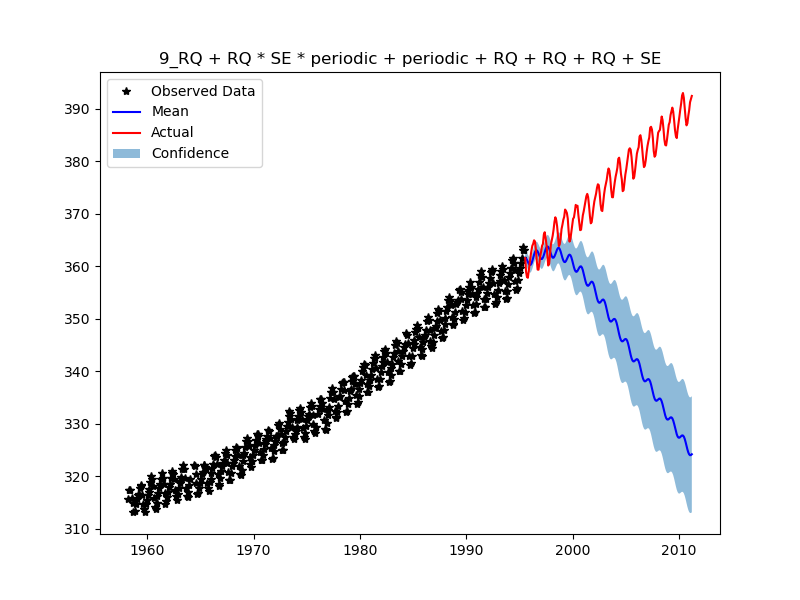 9_RQ + RQ * SE * periodic + periodic + RQ + RQ + RQ + SE
Observed Data
Mean
Actual
Confidence
390
380
370
360
350
340
330
320
310
1960 1970 1980 1990 2000 2010